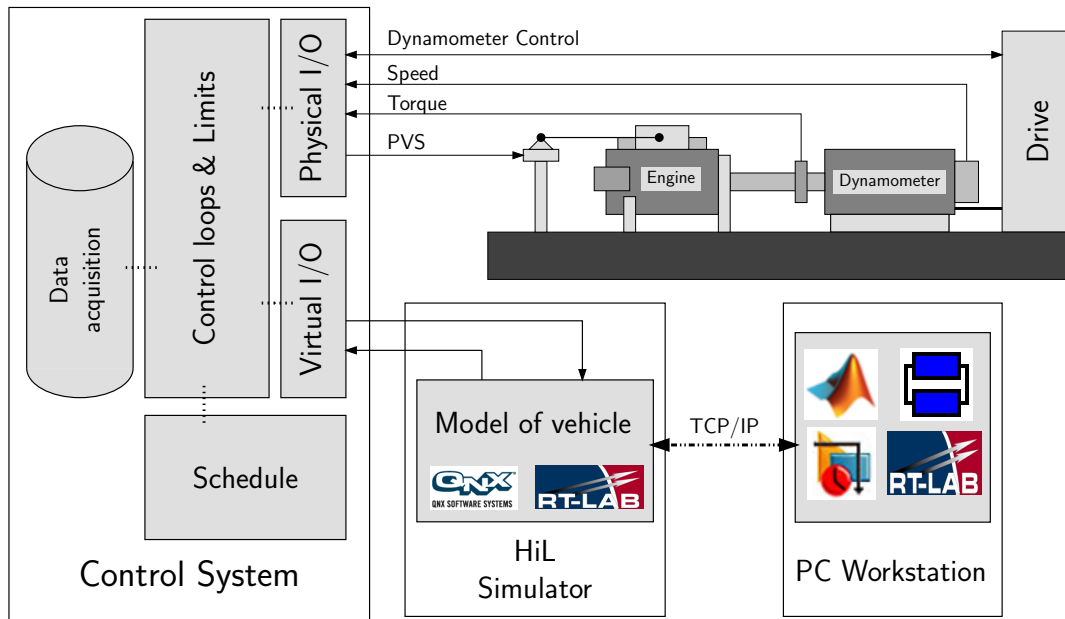 Data
acquisition
Control loops & Limits
Physical I/O
Virtual I/O
Schedule
Control System
Dynamometer Control
Speed
Torque
PVS
Engine
Dynamometer
Drive
Model of vehicle
QNX
QNX SOFTWARE SYSTEMS
RT-LAB
HiL
Simulator
TCP/IP
RT-LAB
PC Workstation